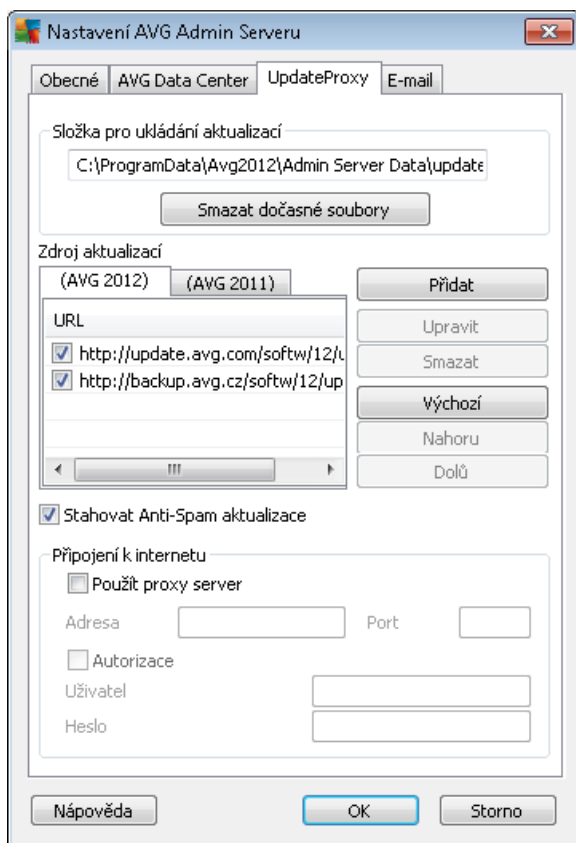 Nastavení AVG Admin Serveru
Obecné AVG Data Center UpdateProxy E-mail
Složka pro ukládání aktualizací
C:\ProgramData\Avg2012\Admin Server Data\update
Smazat dočasné soubory
Zdroj aktualizací
(AVG 2012) (AVG 2011)
Přidat
URL
Upravit
http://update.avg.com/softw/12/u
Smazat
http://backup.avg.cz/softw/12/up
Výchozí
Nahoru
Dolů
Stahovat Anti-Spam aktualizace
Připojení k internetu
Použít proxy server
Adresa Port
Autorizace
Uživatel
Heslo
Nápověda OK Storno